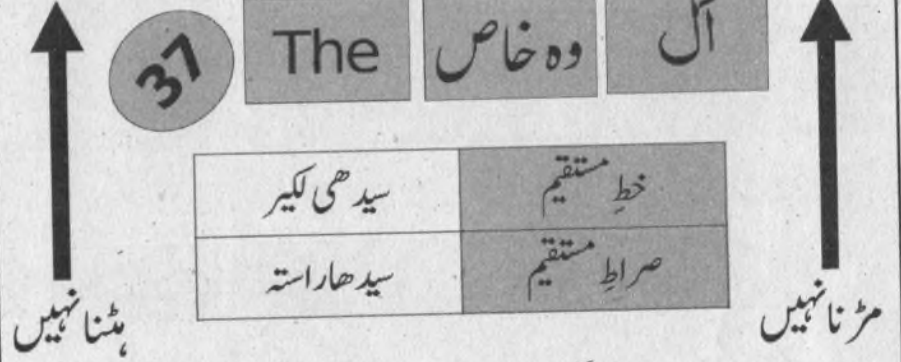 اَل وہ خاص The 37
خطِ مستقیم سیدھی لکیر
صراطِ مستقیم سیدھا راستہ
مڑنا نہیں ہٹنا نہیں